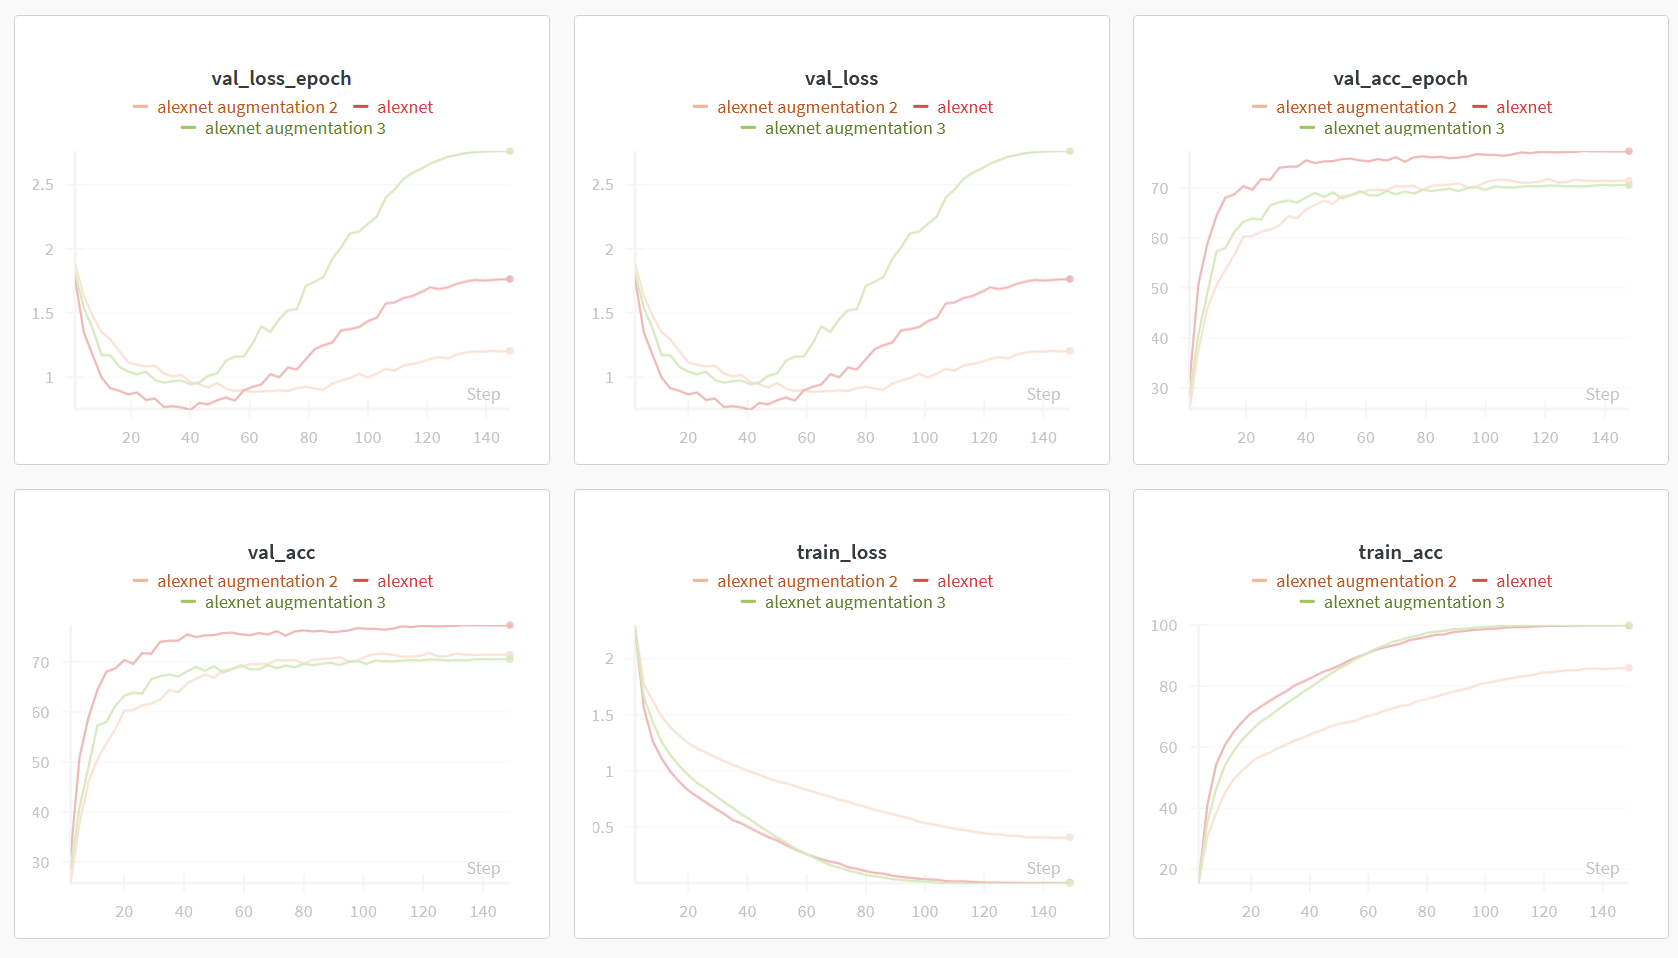 val_loss_epoch
alexnet augmentation 2 alexnet
alexnet augmentation 3
2.5
2
1.5
1
Step
20 40 60 80 100 120 140
val_loss
alexnet augmentation 2 alexnet
alexnet augmentation 3
2.5
2
1.5
1
Step
20 40 60 80 100 120 140
val_acc_epoch
alexnet augmentation 2 alexnet
alexnet augmentation 3
70
60
50
40
30
Step
20 40 60 80 100 120 140
val_acc
alexnet augmentation 2 alexnet
alexnet augmentation 3
70
60
50
40
30
Step
20 40 60 80 100 120 140
train_loss
alexnet augmentation 2 alexnet
alexnet augmentation 3
2
1.5
1
0.5
Step
20 40 60 80 100 120 140
train_acc
alexnet augmentation 2 alexnet
alexnet augmentation 3
100
80
60
40
20
Step
20 40 60 80 100 120 140